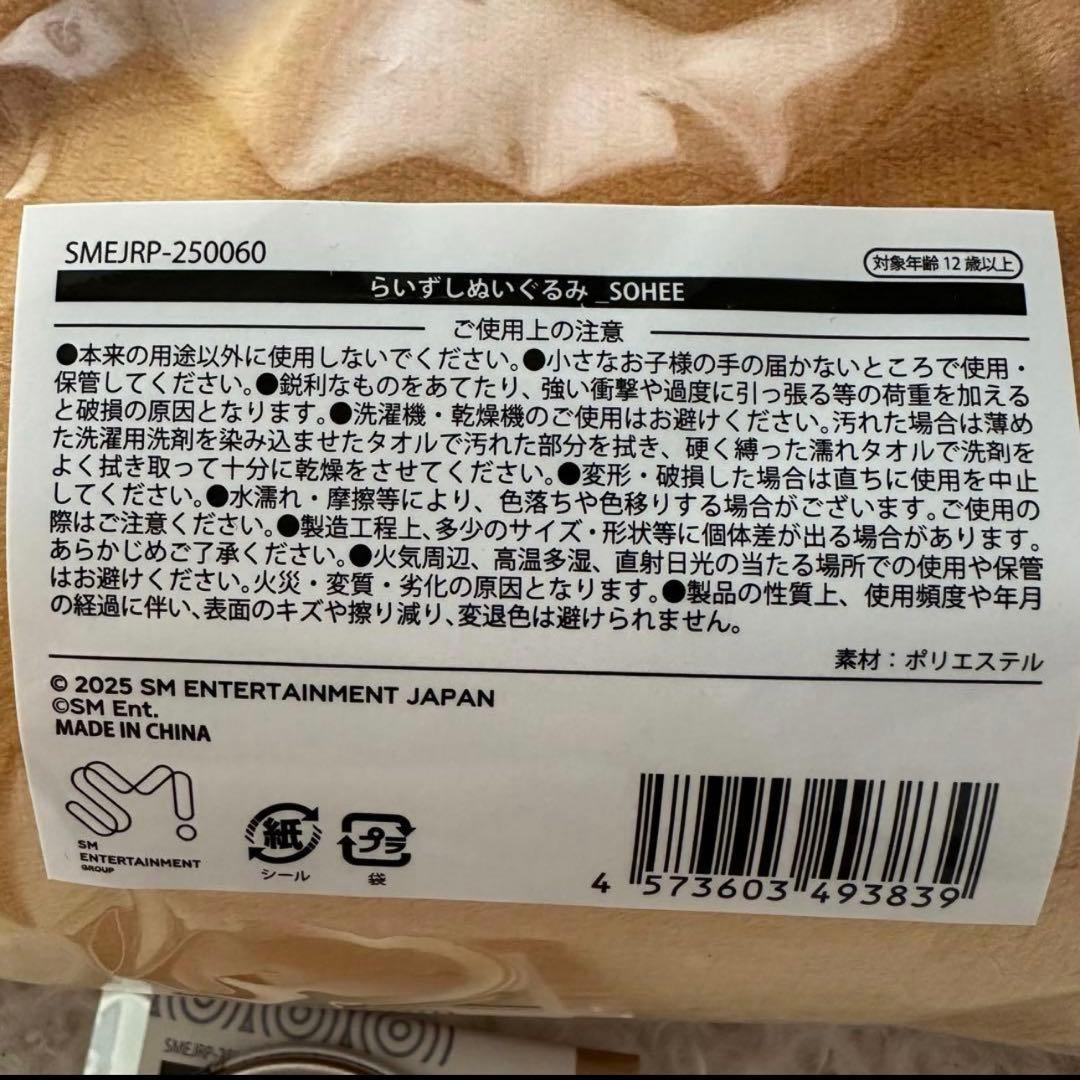 SMEJRP-250060
対象年齢12歳以上
らいずしぬいぐるみ_SOHEE
ご使用上の注意
●本来の用途以外に使用しないでください。●小さなお子様の手の届かないところで使用・
保管してください。●鋭利なものをあてたり、強い衝撃や過度に引っ張る等の荷重を加える
と破損の原因となります。●洗濯機・乾燥機のご使用はお避けください。汚れた場合は薄め
た洗濯用洗剤を染み込ませたタオルで汚れた部分を拭き、硬く縛った濡れタオルで洗剤を
よく拭き取って十分に乾燥をさせてください。●変形・破損した場合は直ちに使用を中止
してください。●水濡れ・摩擦等により、色落ちや色移りする場合がございます。ご使用の
際はご注意ください。●製造工程上、多少のサイズ・形状等に個体差が出る場合があります。
あらかじめご了承ください。●火気周辺、高温多湿、直射日光の当たる場所での使用や保管
はお避けください。火災・変質・劣化の原因となります。●製品の性質上、使用頻度や年月
の経過に伴い、表面のキズや擦り減り、変退色は避けられません。
素材：ポリエステル
© 2025 SM ENTERTAINMENT JAPAN
©SM Ent.
MADE IN CHINA
SM
ENTERTAINMENT
GROUP
紙
シール
プラ
袋
4 573603 493839